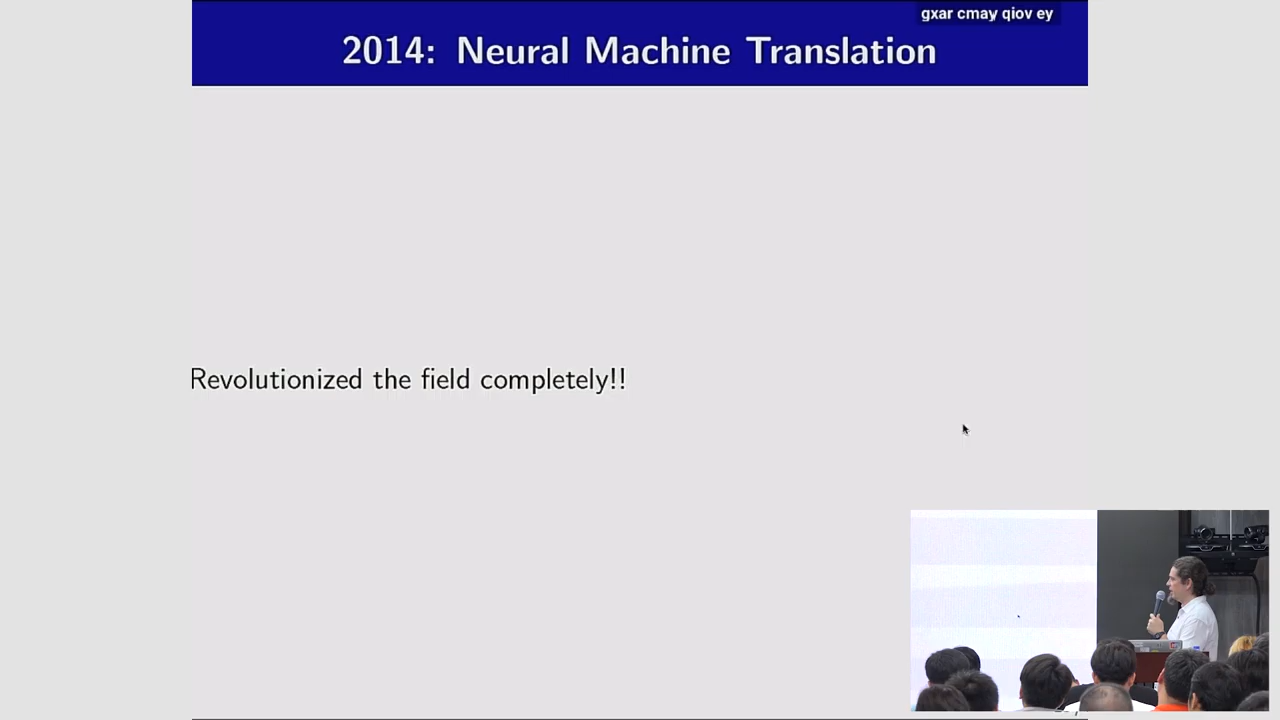 gxar cmay qiov ey
2014: Neural Machine Translation
Revolutionized the field completely!!